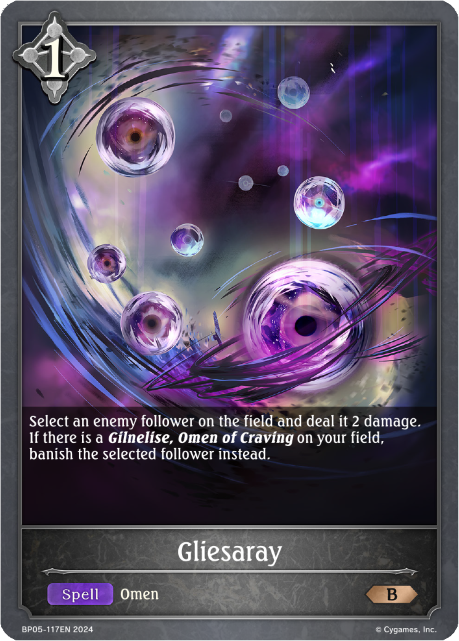 1
Select an enemy follower on the field and deal it 2 damage.
If there is a Gilnelise, Omen of Craving on your field,
banish the selected follower instead.
Gliesaray
Spell Omen B
BP05-117EN 2024 © Cygames, Inc.